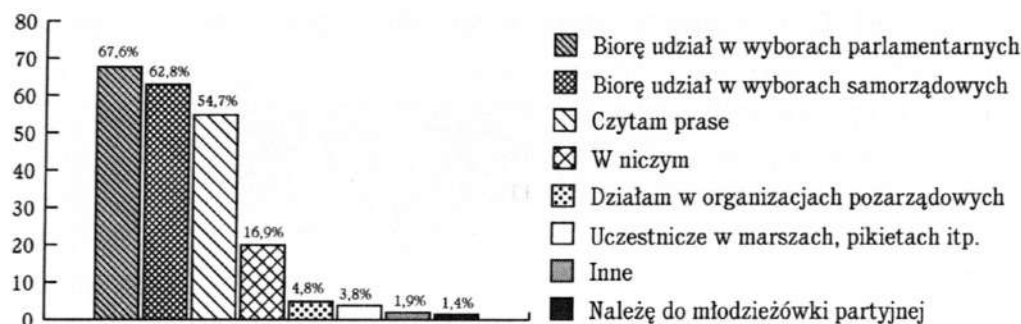 80
70
60
50
40
30
20
10
0
67,6%
62,8%
54,7%
16,9%
4,8%
3,8%
1,9%
1,4%
Biorę udział w wyborach parlamentarnych
Biorę udział w wyborach samorządowych
Czytam prase
W niczym
Działam w organizacjach pozarządowych
Uczestnicze w marszach, pikietach itp.
Inne
Należę do młodzieżówki partyjnej